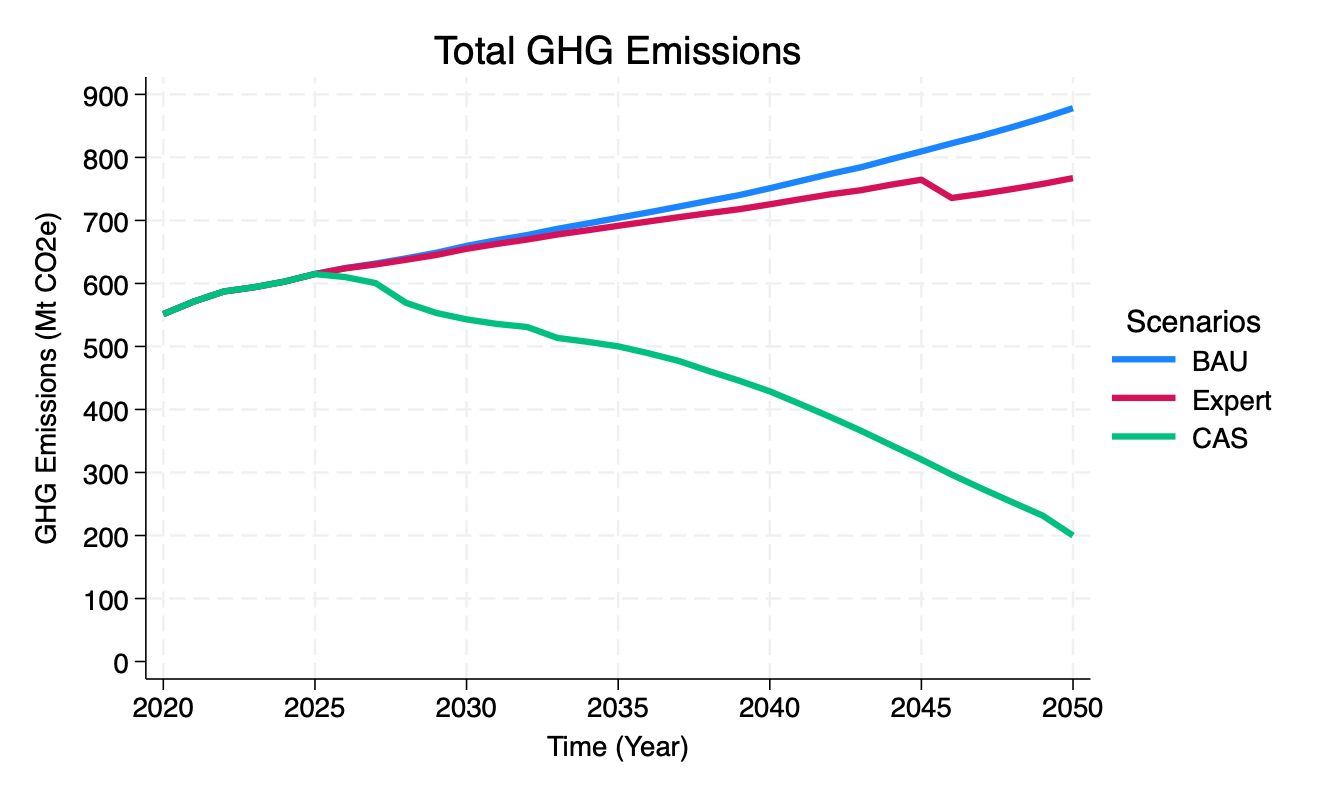 Total GHG Emissions
GHG Emissions (Mt CO2e)
900
800
700
600
500
400
300
200
100
0
2020 2025 2030 2035 2040 2045 2050
Time (Year)
Scenarios
BAU
Expert
CAS